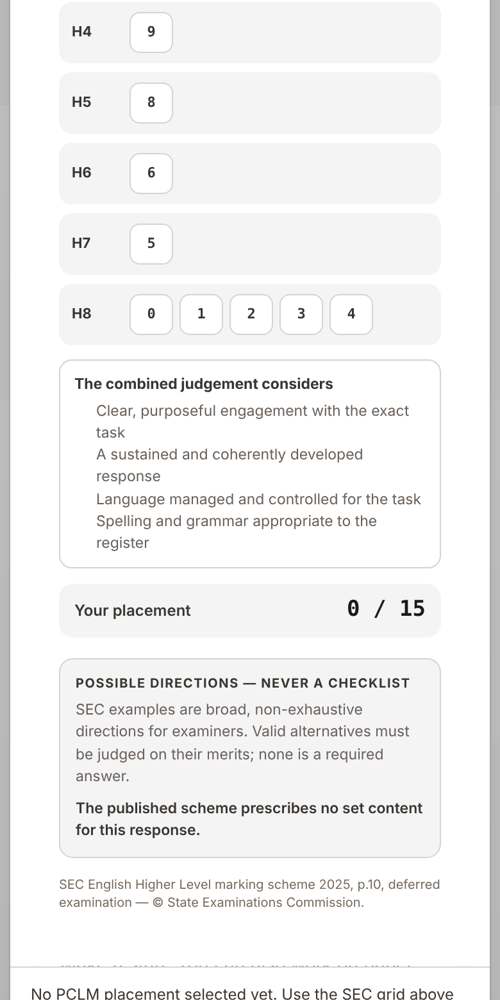 H4 9
H5 8
H6 6
H7 5
H8 0 1 2 3 4
The combined judgement considers
Clear, purposeful engagement with the exact
task
A sustained and coherently developed
response
Language managed and controlled for the task
Spelling and grammar appropriate to the
register
Your placement 0 / 15
POSSIBLE DIRECTIONS — NEVER A CHECKLIST
SEC examples are broad, non-exhaustive
directions for examiners. Valid alternatives must
be judged on their merits; none is a required
answer.
The published scheme prescribes no set content
for this response.
SEC English Higher Level marking scheme 2025, p.10, deferred
examination — © State Examinations Commission.
No PCLM placement selected yet. Use the SEC grid above